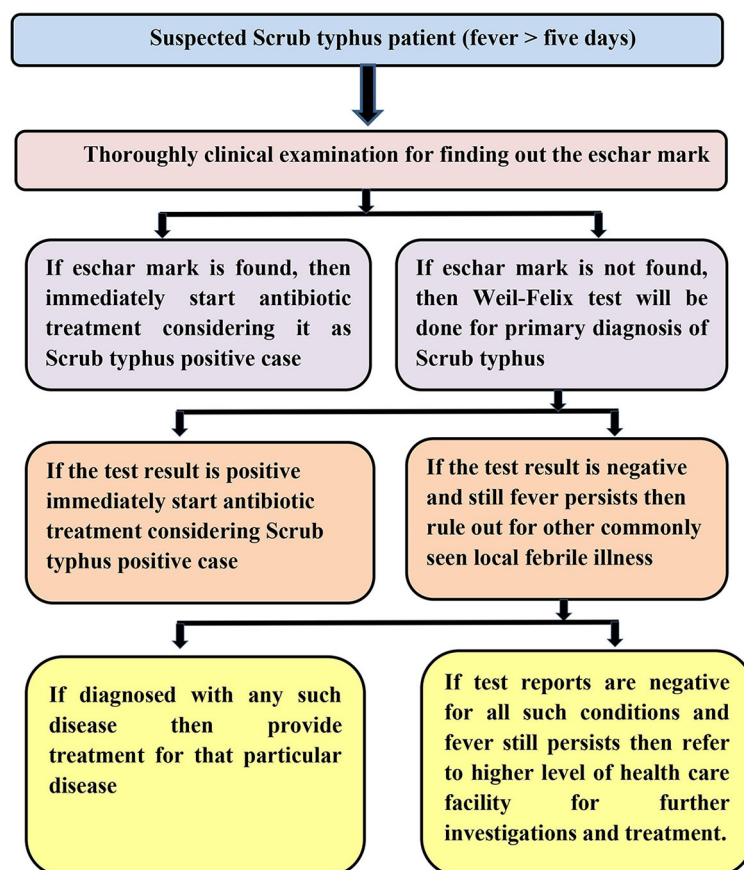 Suspected Scrub typhus patient (fever > five days)
Thoroughly clinical examination for finding out the eschar mark
If eschar mark is found, then
immediately start antibiotic
treatment considering it as
Scrub typhus positive case
If eschar mark is not found,
then Weil-Felix test will be
done for primary diagnosis of
Scrub typhus
If the test result is positive
immediately start antibiotic
treatment considering Scrub
typhus positive case
If the test result is negative
and still fever persists then
rule out for other commonly
seen local febrile illness
If diagnosed with any such
disease then provide
treatment for that particular
disease
If test reports are negative
for all such conditions and
fever still persists then refer
to higher level of health care
facility for further
investigations and treatment.